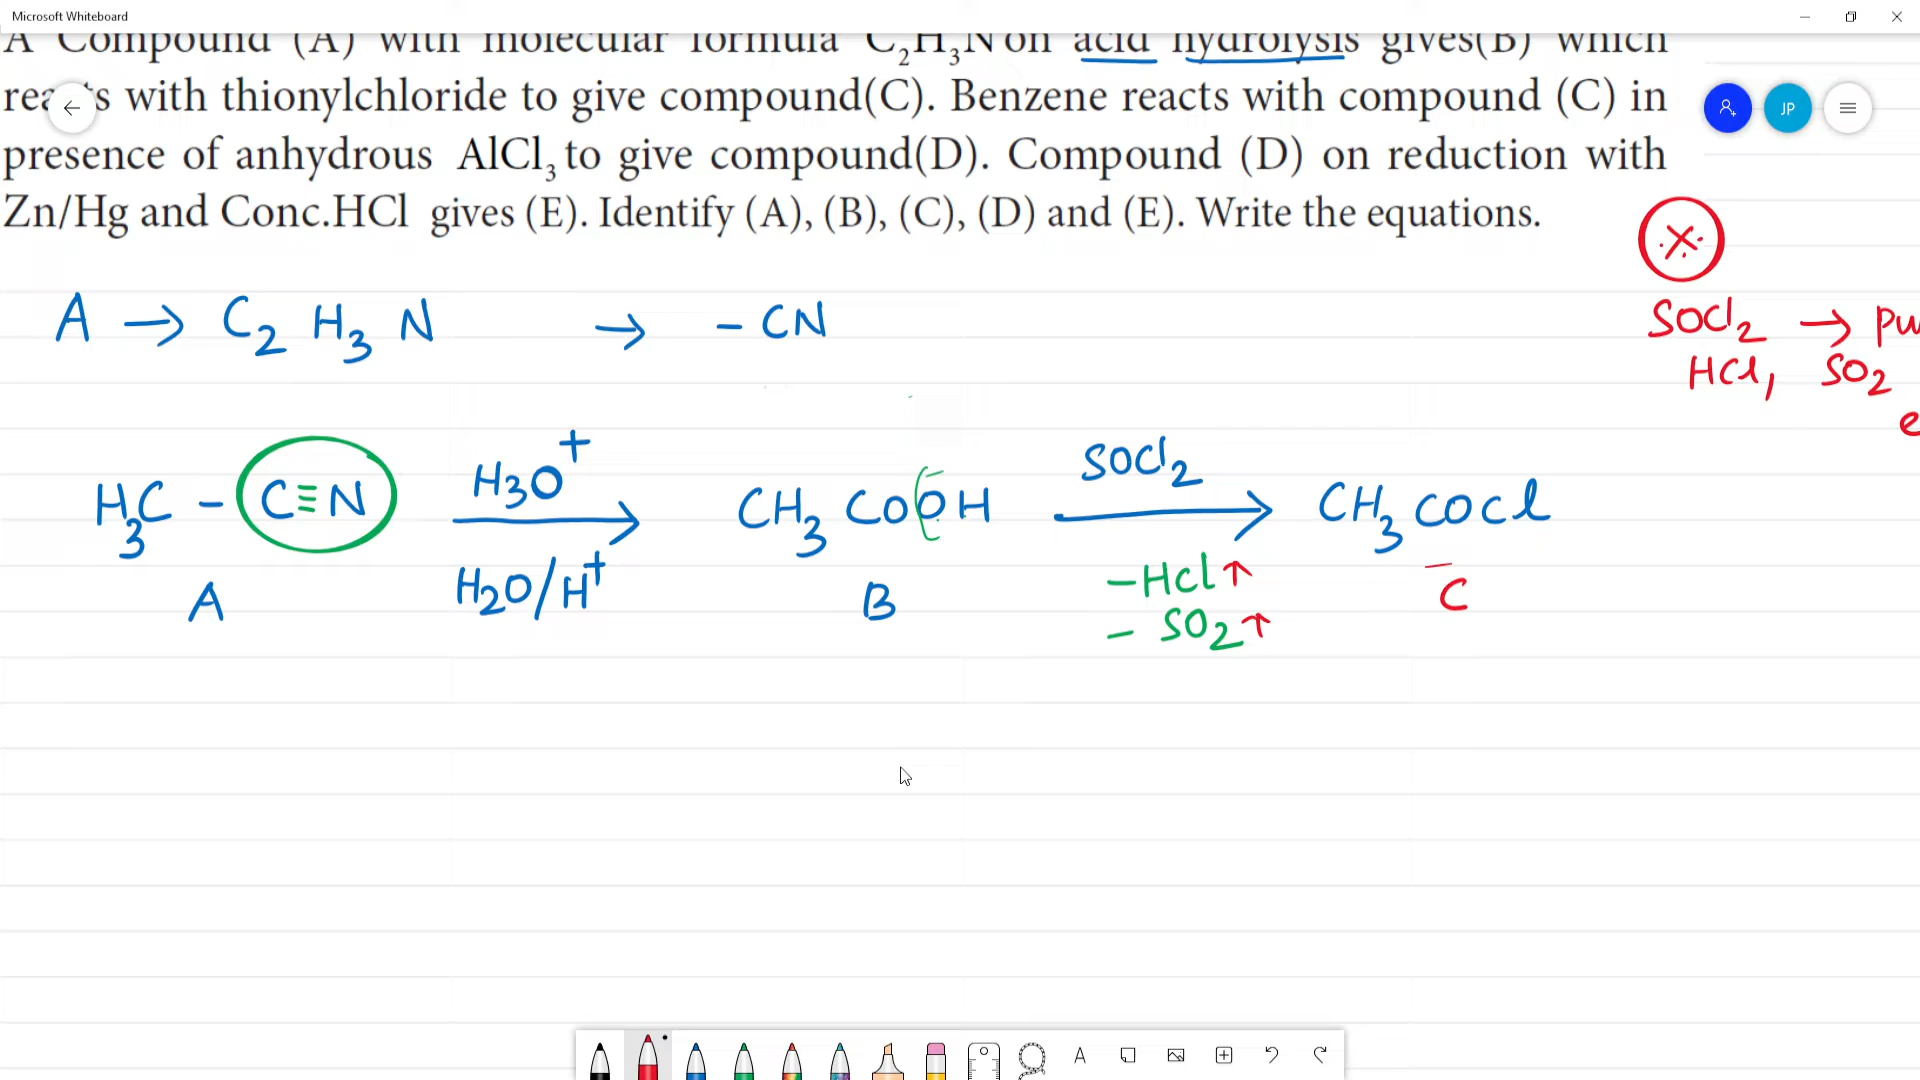 Microsoft Whiteboard
A Compound (A) with molecular formula C₂H₃N on acid hydrolysis gives(B) which
with thionylchloride to give compound(C). Benzene reacts with compound (C) in
presence of anhydrous AlCl₃ to give compound(D). Compound (D) on reduction with
Zn/Hg and Conc.HCl gives (E). Identify (A), (B), (C), (D) and (E). Write the equations.
JP
A → C₂ H₃ N → - CN
SOCl₂ →
HCl, SO₂
H₃C - C≡N H₃O⁺ CH₃ COOH SOCl₂ CH₃ COCl
H₂O/H⁺ -HCl↑
A B - SO₂↑ C
A